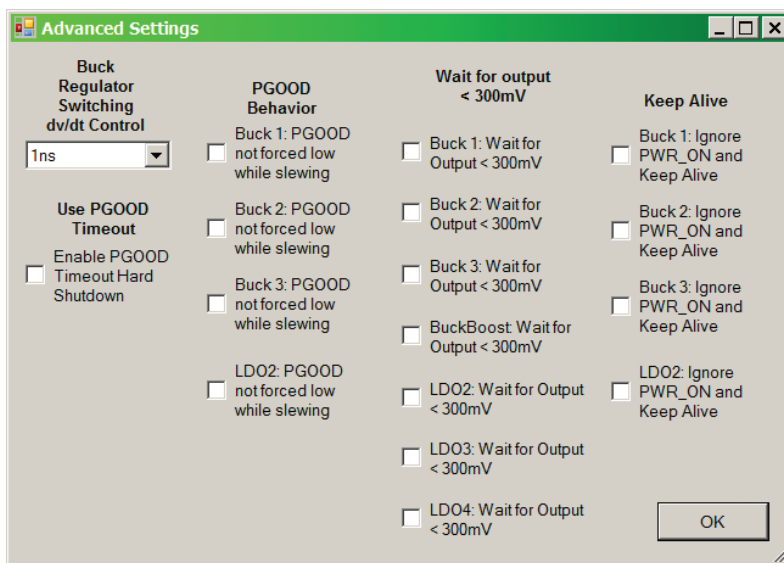 Advanced Settings
Buck
Regulator
Switching
dv/dt Control
1ns
Use PGOOD
Timeout
Enable PGOOD
Timeout Hard
Shutdown
PGOOD
Behavior
Buck 1: PGOOD
not forced low
while slewing
Buck 2: PGOOD
not forced low
while slewing
Buck 3: PGOOD
not forced low
while slewing
LDO2: PGOOD
not forced low
while slewing
Wait for output
< 300mV
Buck 1: Wait for
Output < 300mV
Buck 2: Wait for
Output < 300mV
Buck 3: Wait for
Output < 300mV
BuckBoost: Wait for
Output < 300mV
LDO2: Wait for Output
< 300mV
LDO3: Wait for Output
< 300mV
LDO4: Wait for Output
< 300mV
Keep Alive
Buck 1: Ignore
PWR_ON and
Keep Alive
Buck 2: Ignore
PWR_ON and
Keep Alive
Buck 3: Ignore
PWR_ON and
Keep Alive
LDO2: Ignore
PWR_ON and
Keep Alive
OK